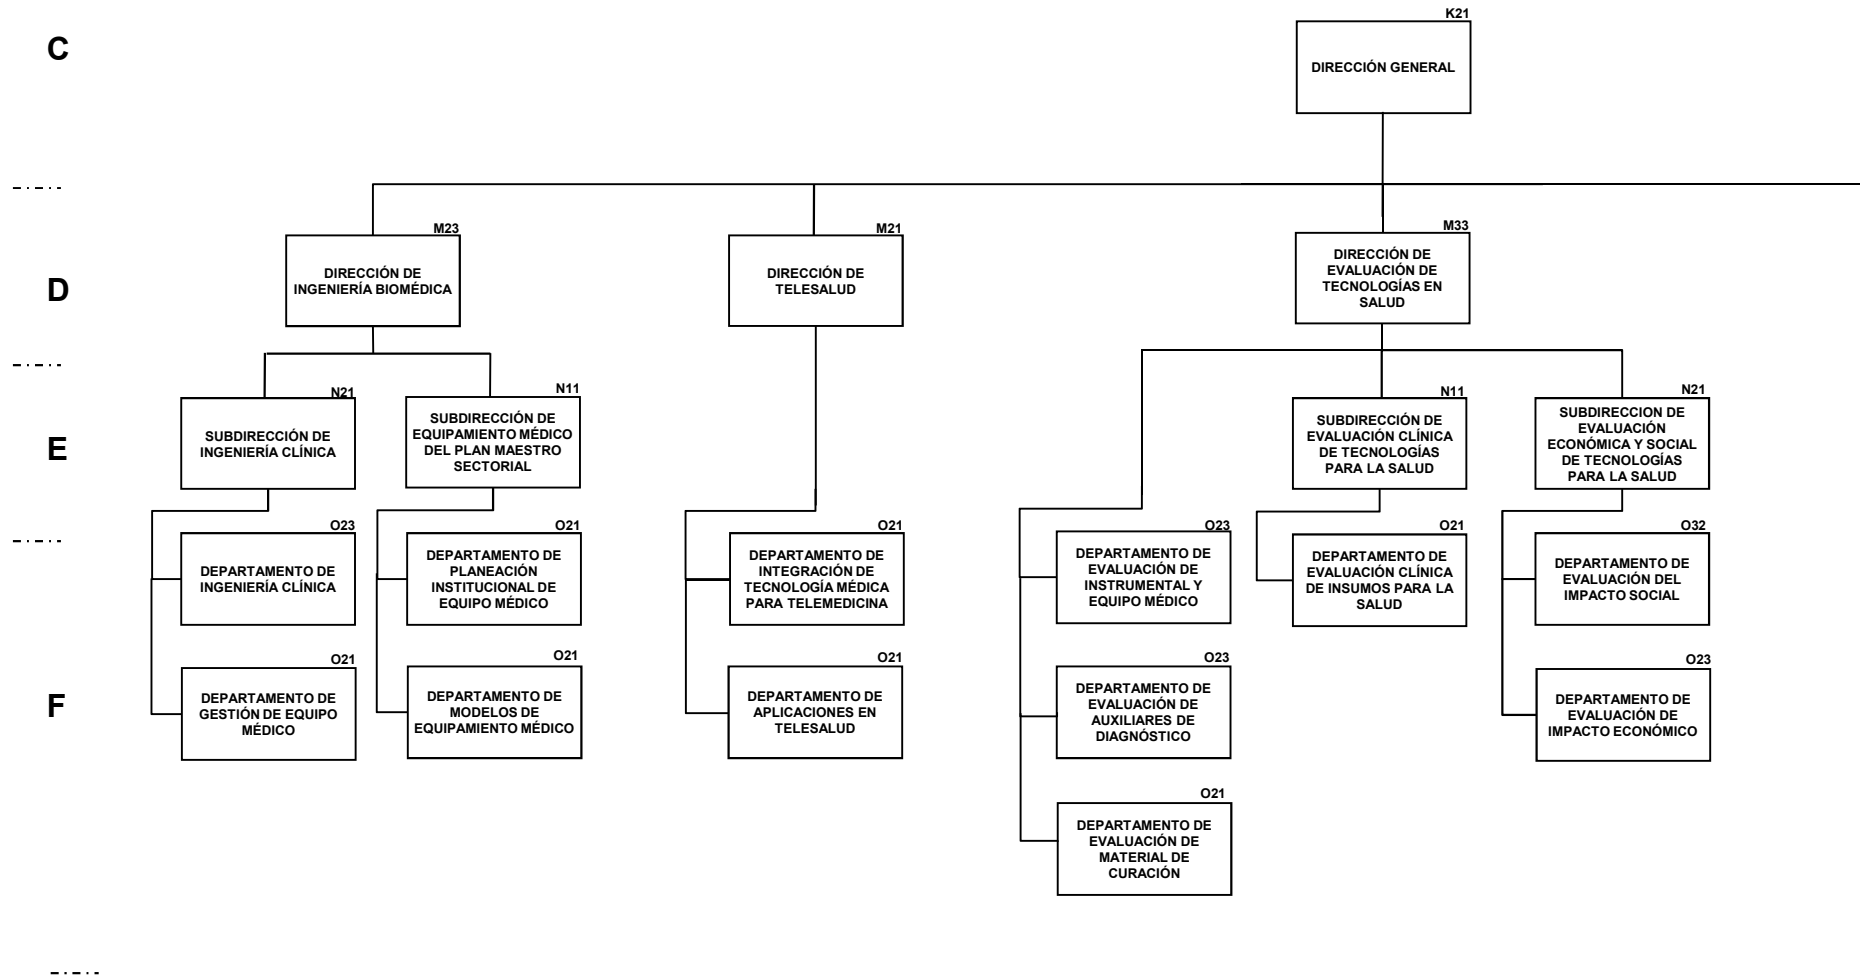 C
K21
DIRECCIÓN GENERAL
D
M23
DIRECCIÓN DE
INGENIERÍA BIOMÉDICA
M21
DIRECCIÓN DE
TELESALUD
M33
DIRECCIÓN DE
EVALUACIÓN DE
TECNOLOGÍAS EN
SALUD
E
N21
SUBDIRECCIÓN DE
INGENIERÍA CLÍNICA
N11
SUBDIRECCIÓN DE
EQUIPAMIENTO MÉDICO
DEL PLAN MAESTRO
SECTORIAL
N11
SUBDIRECCIÓN DE
EVALUACIÓN CLÍNICA
DE TECNOLOGÍAS
PARA LA SALUD
N21
SUBDIRECCION DE
EVALUACIÓN
ECONÓMICA Y SOCIAL
DE TECNOLOGÍAS
PARA LA SALUD
F
O23
DEPARTAMENTO DE
INGENIERÍA CLÍNICA
O21
DEPARTAMENTO DE
PLANEACIÓN
INSTITUCIONAL DE
EQUIPO MÉDICO
O21
DEPARTAMENTO DE
INTEGRACIÓN DE
TECNOLOGÍA MÉDICA
PARA TELEMEDICINA
O23
DEPARTAMENTO DE
EVALUACIÓN DE
INSTRUMENTAL Y
EQUIPO MÉDICO
O21
DEPARTAMENTO DE
EVALUACIÓN CLÍNICA
DE INSUMOS PARA LA
SALUD
O32
DEPARTAMENTO DE
EVALUACIÓN DEL
IMPACTO SOCIAL
O21
DEPARTAMENTO DE
GESTIÓN DE EQUIPO
MÉDICO
O21
DEPARTAMENTO DE
MODELOS DE
EQUIPAMIENTO MÉDICO
O21
DEPARTAMENTO DE
APLICACIONES EN
TELESALUD
O23
DEPARTAMENTO DE
EVALUACIÓN DE
AUXILIARES DE
DIAGNÓSTICO
O23
DEPARTAMENTO DE
EVALUACIÓN DE
IMPACTO ECONÓMICO
O21
DEPARTAMENTO DE
EVALUACIÓN DE
MATERIAL DE
CURACIÓN